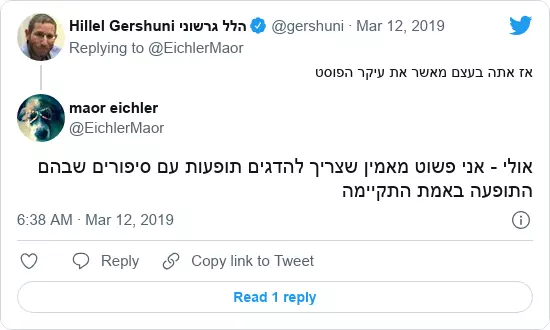 Hillel Gershuni הלל גרשוני @gershuni · Mar 12, 2019
Replying to @EichlerMaor
אז אתה בעצם מאשר את עיקר הפוסט
maor eichler
@EichlerMaor
אולי - אני פשוט מאמין שצריך להדגים תופעות עם סיפורים שבהם
התופעה באמת התקיימה
6:38 AM · Mar 12, 2019
Reply Copy link to Tweet
Read 1 reply